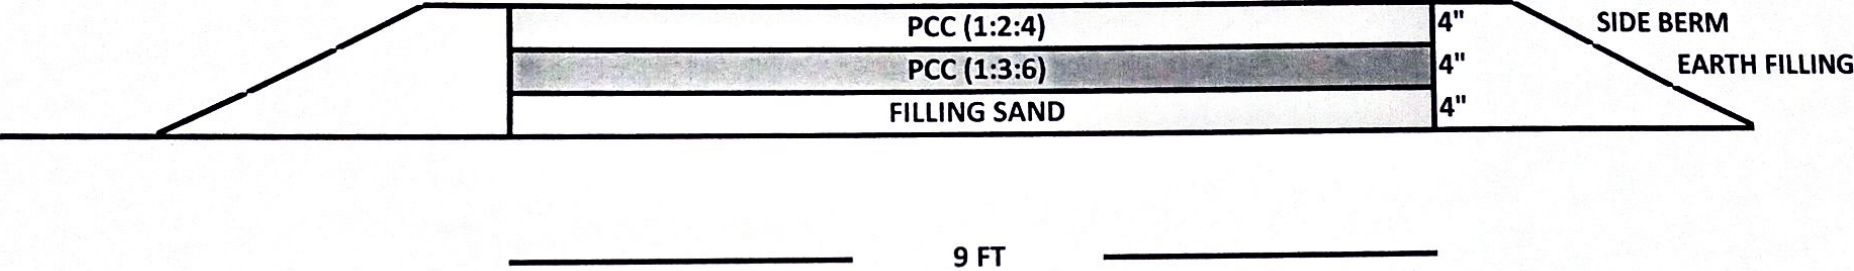 PCC (1:2:4)
4"
SIDE BERM
PCC (1:3:6)
4"
EARTH FILLING
FILLING SAND
4"
9 FT